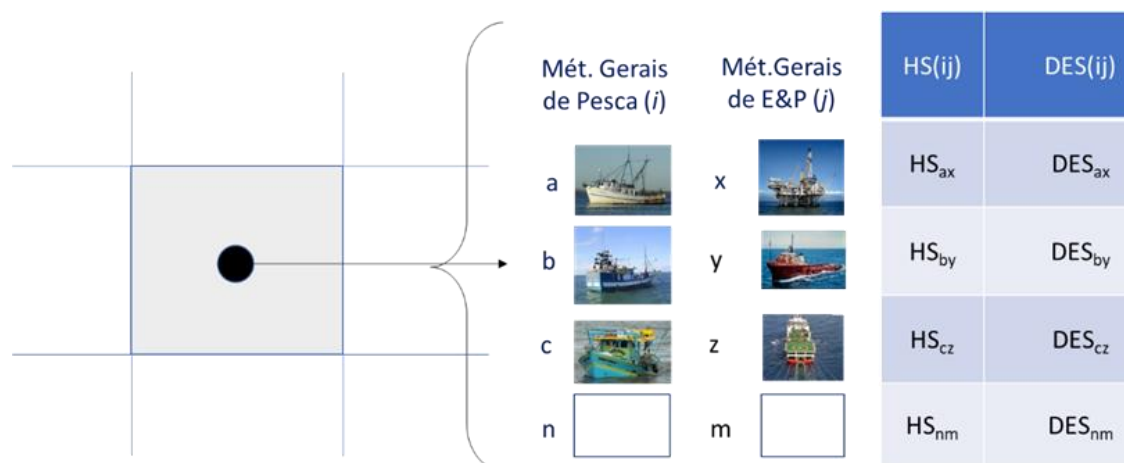 Mét. Gerais
de Pesca (i)
Mét.Gerais
de E&P (j)
HS(ij) DES(ij)
a x HSax DESax
b y HSby DESby
c z HScz DEScz
n m HSnm DESnm